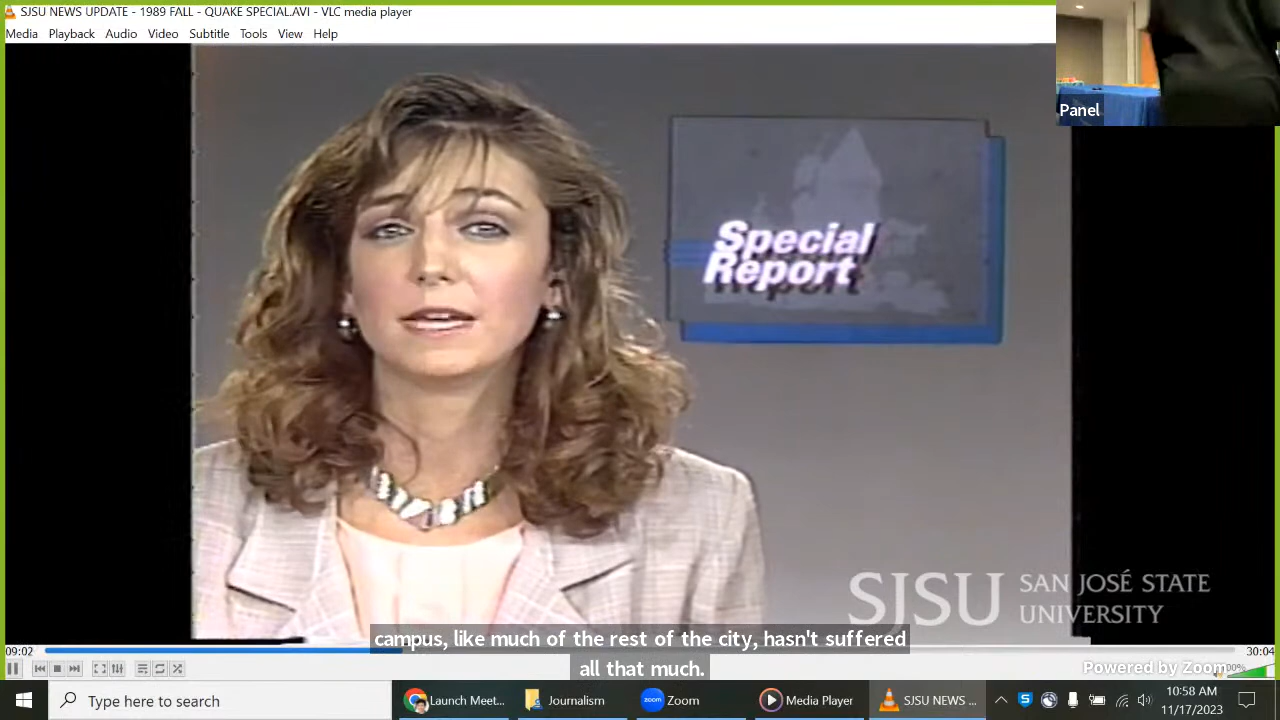 SJSU NEWS UPDATE - 1989 FALL - QUAKE SPECIAL.AVI - VLC media player
Media Playback Audio Video Subtitle Tools View Help
Panel
Special
Report
SJSU SAN JOSÉ STATE
UNIVERSITY
campus, like much of the rest of the city, hasn't suffered
all that much.
09:02
30:04
Powered by Zoom
Type here to search
Launch Meet...
Journalism
Zoom
Media Player
SJSU NEWS ...
10:58 AM
11/17/2023